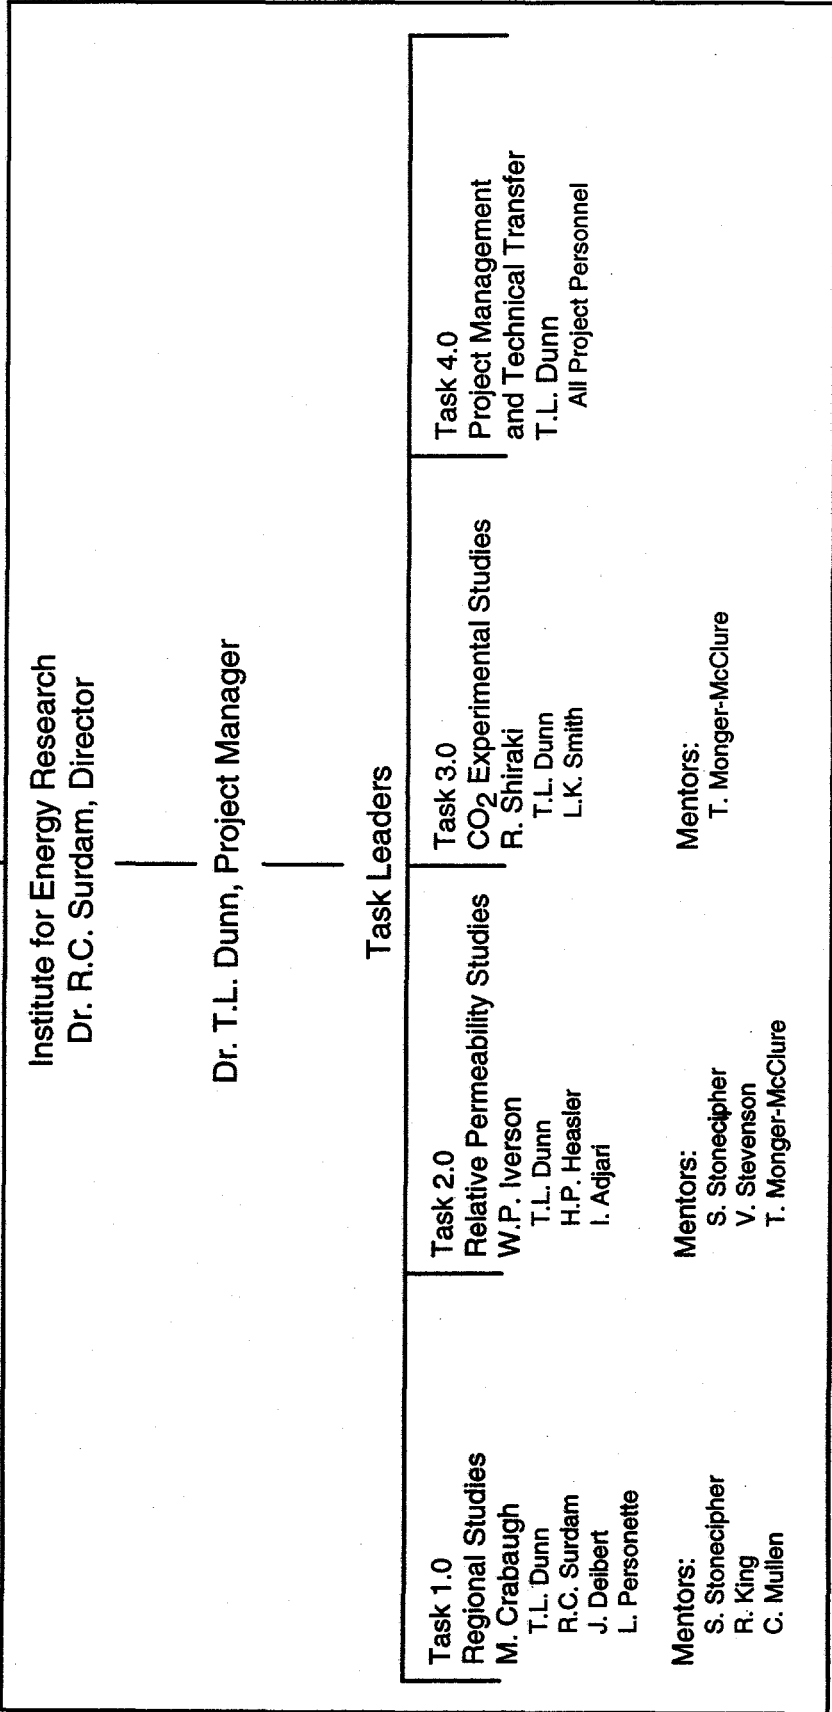 Institute for Energy Research
Dr. R.C. Surdam, Director
Dr. T.L. Dunn, Project Manager
Task Leaders
Task 1.0
Regional Studies
M. Crabaugh
T.L. Dunn
R.C. Surdam
J. Deibert
L. Personette
Mentors:
S. Stonecipher
R. King
C. Mullen
Task 2.0
Relative Permeability Studies
W.P. Iverson
T.L. Dunn
H.P. Heasler
I. Adjari
Mentors:
S. Stonecipher
V. Stevenson
T. Monger-McClure
Task 3.0
CO2 Experimental Studies
R. Shiraki
T.L. Dunn
L.K. Smith
Mentors:
T. Monger-McClure
Task 4.0
Project Management
and Technical Transfer
T.L. Dunn
All Project Personnel